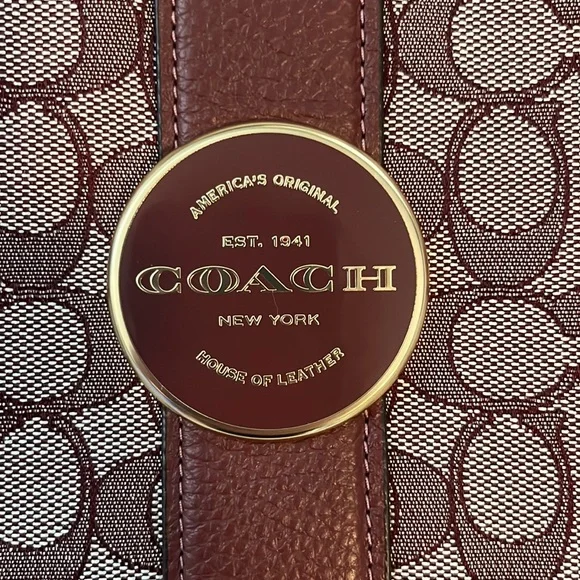 AMERICA'S ORIGINAL
EST. 1941
COACH
NEW YORK
HOUSE OF LEATHER